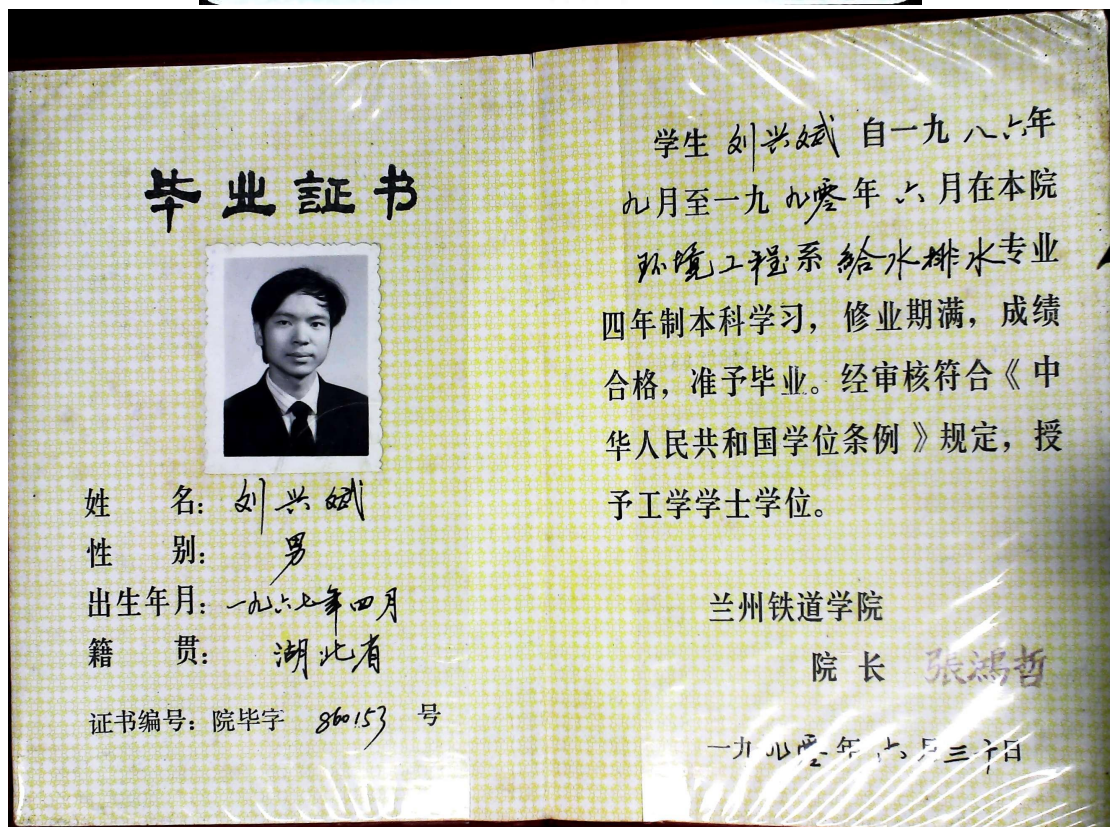 毕业証书
姓 名：刘兴斌
性 别：男
出生年月：一九六七年四月
籍 贯：湖北省
证书编号：院毕字 860153 号
学生 刘兴斌 自一九八六年
九月至一九九零年六月在本院
环境工程系給水排水专业
四年制本科学习，修业期满，成绩
合格，准予毕业。经审核符合《中
华人民共和国学位条例》规定，授
予工学学士学位。
兰州铁道学院
院 长 張鴻哲
一九九零年六月三十日